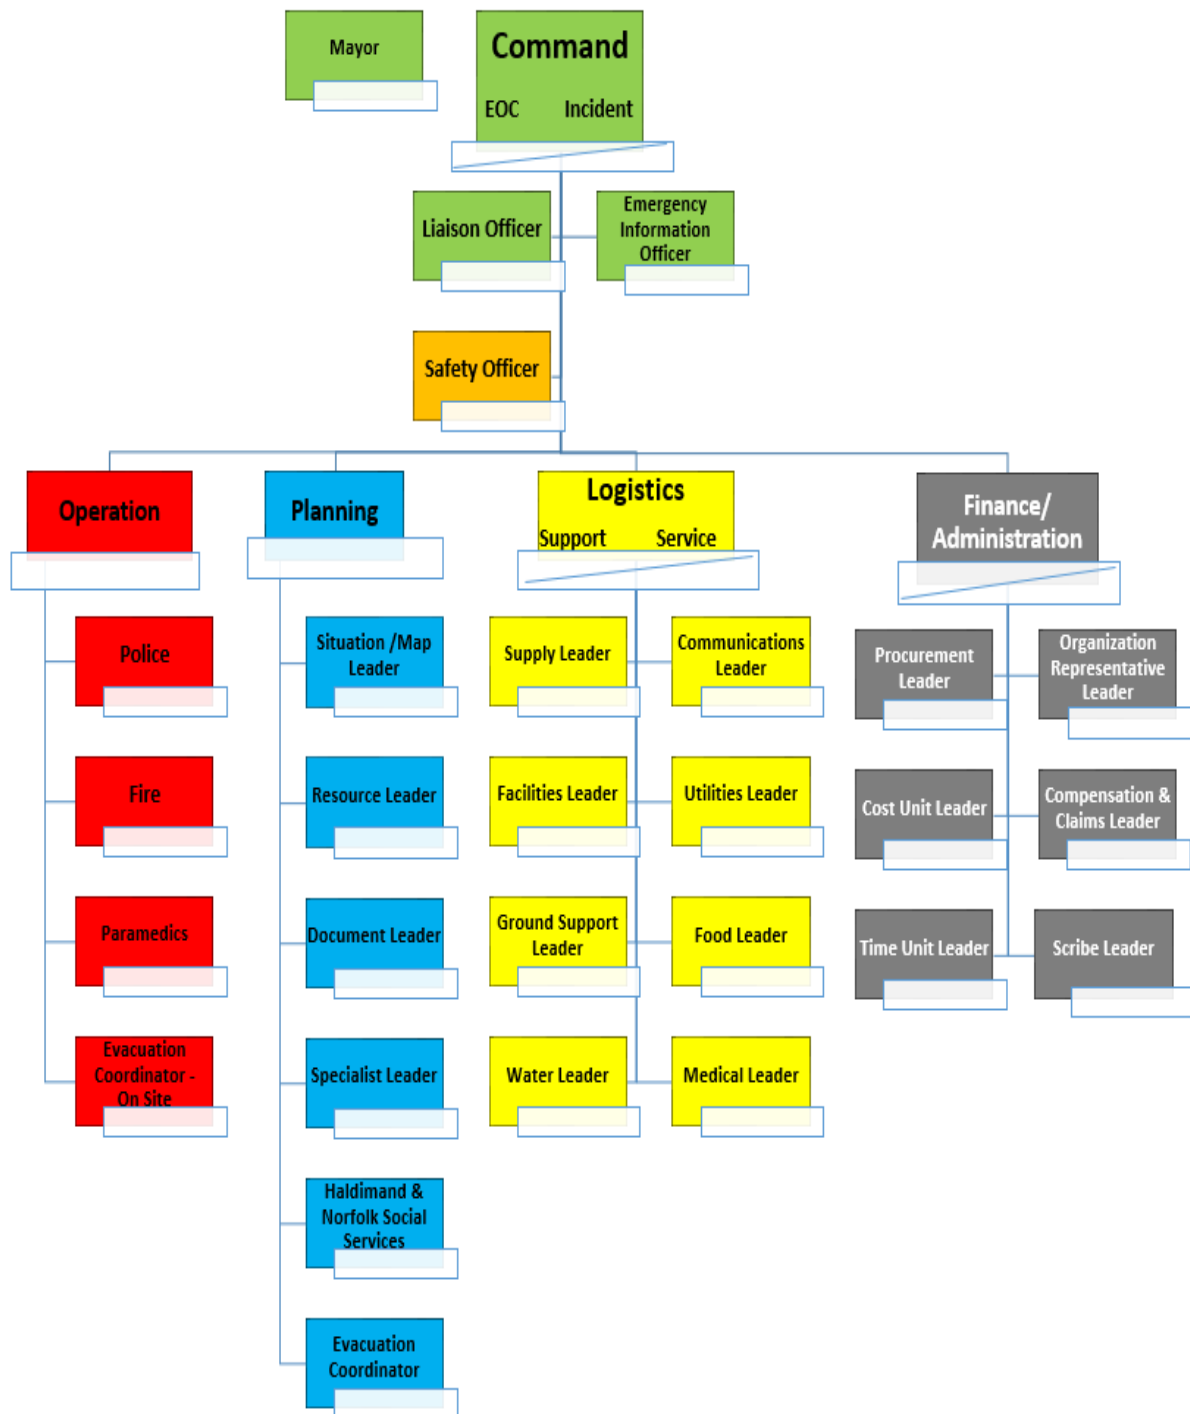 Mayor
Command
EOC Incident
Liaison Officer
Emergency
Information
Officer
Safety Officer
Operation
Planning
Logistics
Support Service
Finance/
Administration
Police
Fire
Paramedics
Evacuation
Coordinator -
On Site
Situation /Map
Leader
Resource Leader
Document Leader
Specialist Leader
Haldimand &
Norfolk Social
Services
Evacuation
Coordinator
Supply Leader
Communications
Leader
Facilities Leader
Utilities Leader
Ground Support
Leader
Food Leader
Water Leader
Medical Leader
Procurement
Leader
Organization
Representative
Leader
Cost Unit Leader
Compensation &
Claims Leader
Time Unit Leader
Scribe Leader